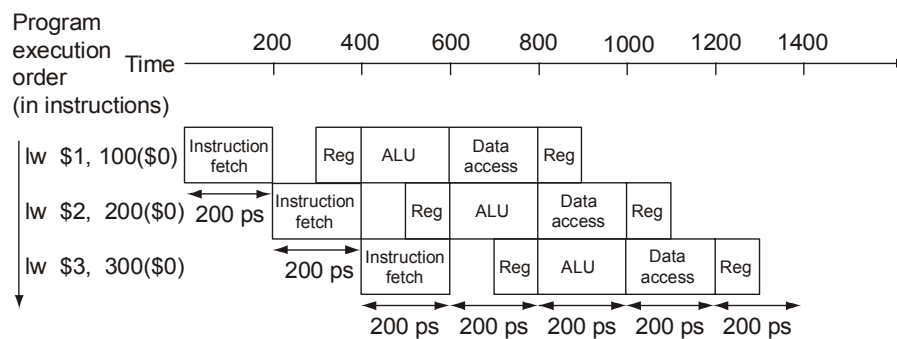 Program
execution
order
(in instructions)
Time
200 400 600 800 1000 1200 1400
lw $1, 100($0)
Instruction
fetch
Reg
ALU
Data
access
Reg
200 ps
lw $2, 200($0)
Instruction
fetch
Reg
ALU
Data
access
Reg
200 ps
lw $3, 300($0)
Instruction
fetch
Reg
ALU
Data
access
Reg
200 ps 200 ps 200 ps 200 ps 200 ps